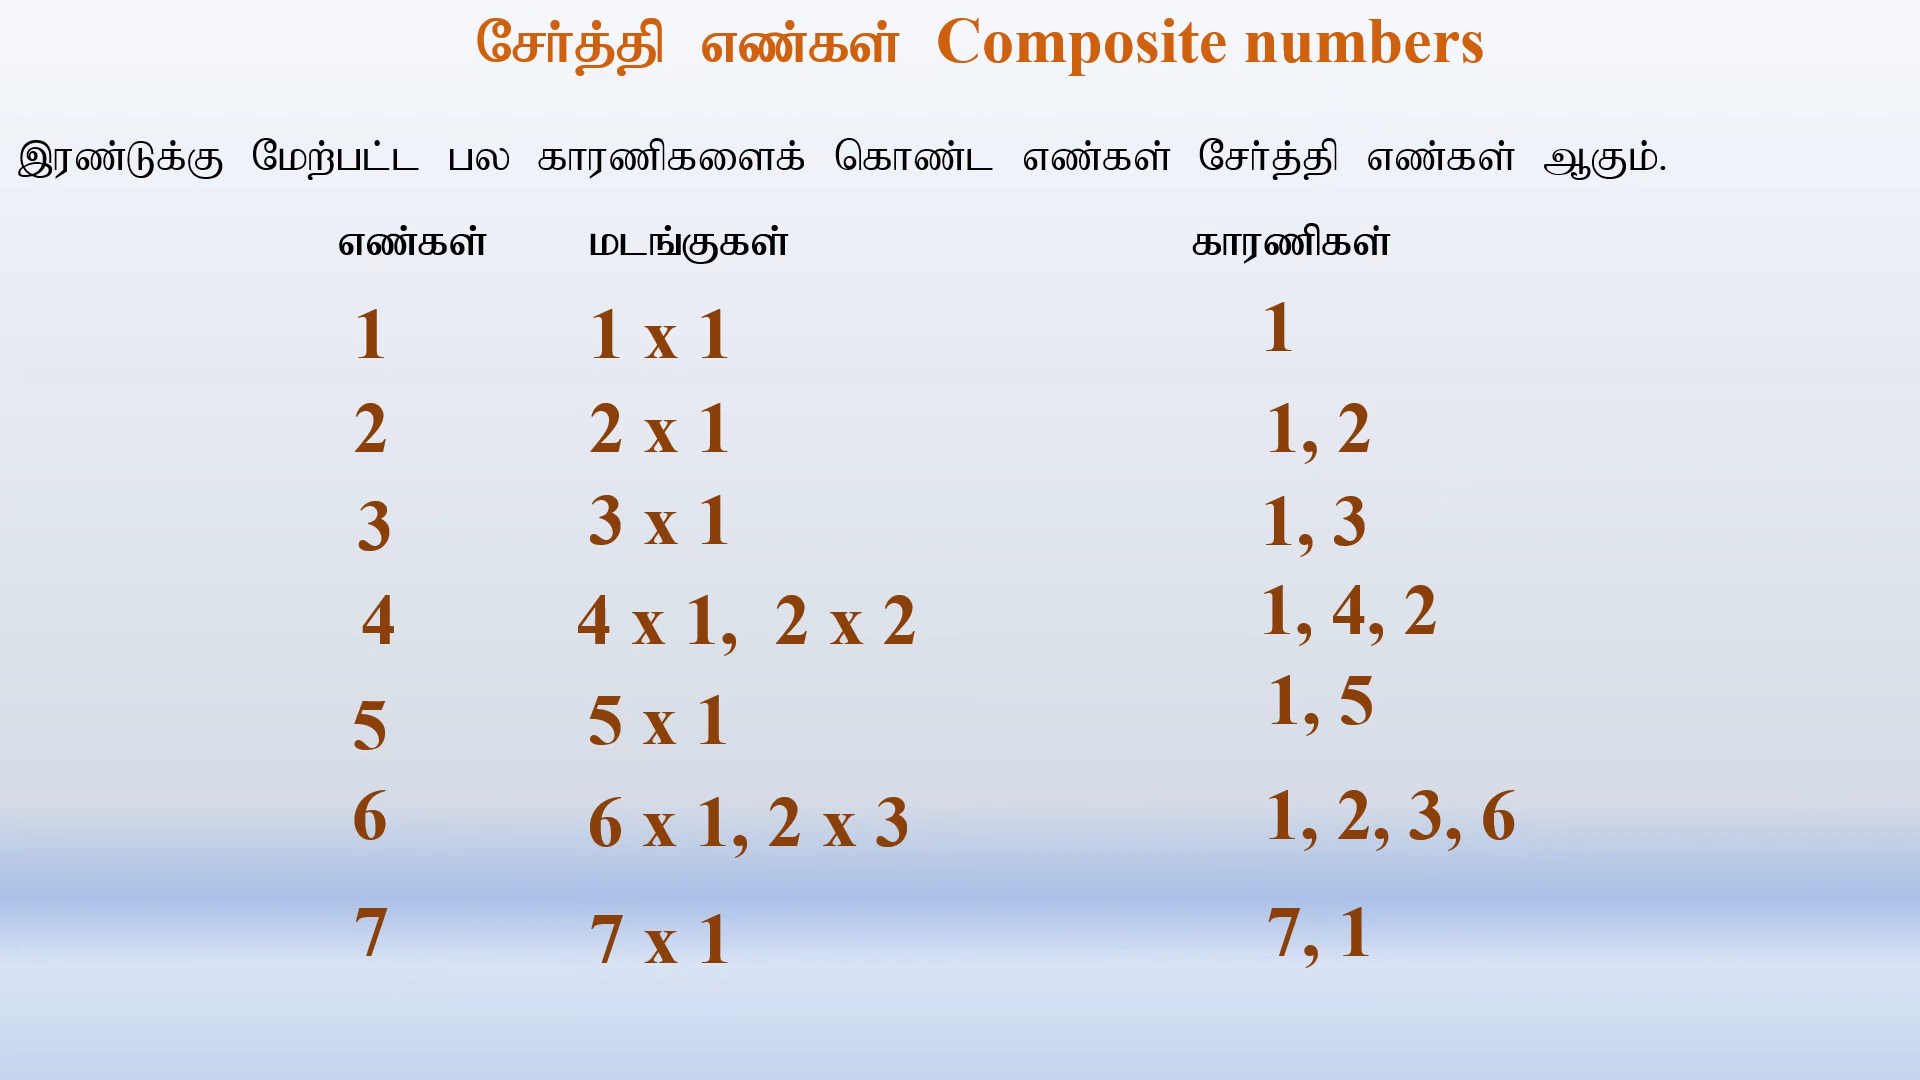 சேர்த்தி எண்கள் Composite numbers
இரண்டுக்கு மேற்பட்ட பல காரணிகளைக் கொண்ட எண்கள் சேர்த்தி எண்கள் ஆகும்.
எண்கள் மடங்குகள் காரணிகள்
1 1 x 1 1
2 2 x 1 1, 2
3 3 x 1 1, 3
4 4 x 1, 2 x 2 1, 4, 2
5 5 x 1 1, 5
6 6 x 1, 2 x 3 1, 2, 3, 6
7 7 x 1 7, 1